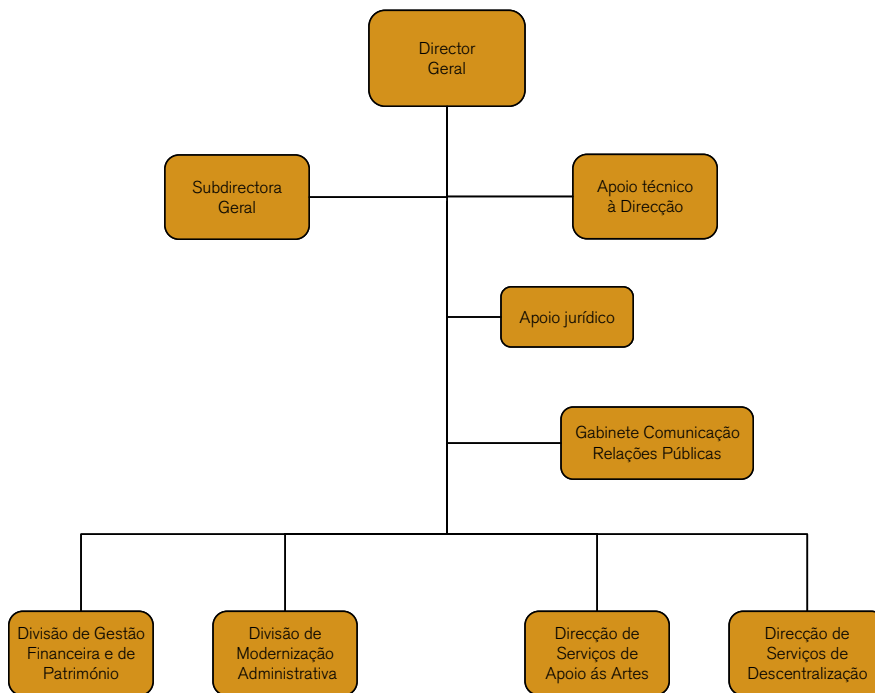 Director
Geral
Subdirectora
Geral
Apoio técnico
à Direcção
Apoio jurídico
Gabinete Comunicação
Relações Públicas
Divisão de Gestão
Financeira e de
Património
Divisão de
Modernização
Administrativa
Direcção de
Serviços de
Apoio ás Artes
Direcção de
Serviços de
Descentralização